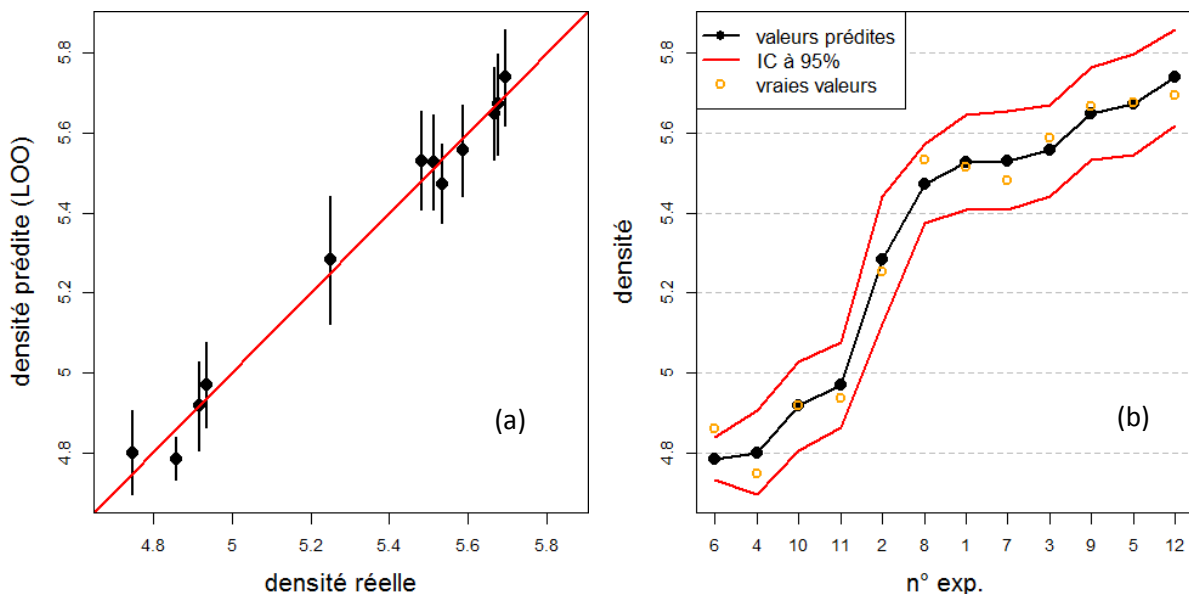 densité prédite (LOO)
5.8
5.6
5.4
5.2
5
4.8
(a)
4.8
5
5.2
5.4
5.6
5.8
densité réelle
densité
5.8
5.6
5.4
5.2
5
4.8
valeurs prédites
IC à 95%
vraies valeurs
(b)
6 4 10 11 2 8 1 7 3 9 5 12
n° exp.